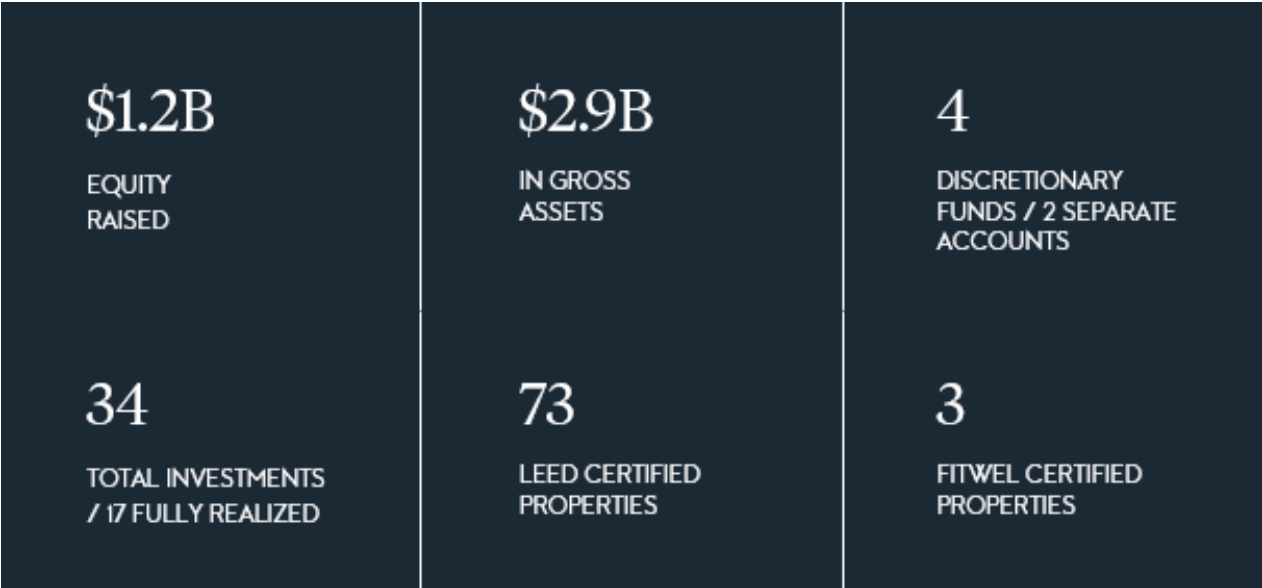 $1.2B
EQUITY
RAISED
$2.9B
IN GROSS
ASSETS
4
DISCRETIONARY
FUNDS / 2 SEPARATE
ACCOUNTS
34
TOTAL INVESTMENTS
/ 17 FULLY REALIZED
73
LEED CERTIFIED
PROPERTIES
3
FITWEL CERTIFIED
PROPERTIES